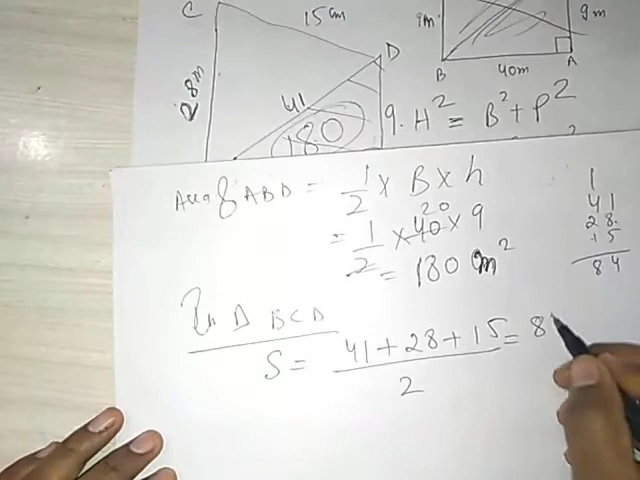 C
15cm
28m
41
180
D
9.
9m
9m
B
40m
A
H² = B² + P²
Area of ABD = 1/2 × B × h
= 1/2 × 40 × 9
20
= 180 m²
1
41
28
15
84
In Δ BCD
S = 41 + 28 + 15 / 2 = 8